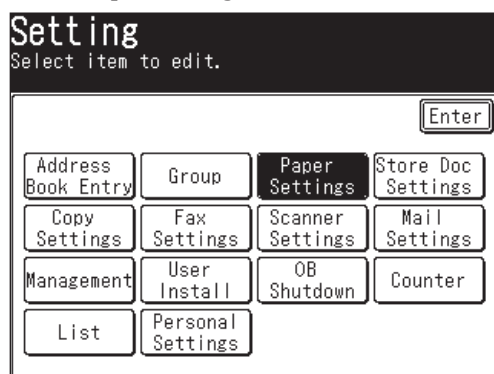 Setting
Select item to edit.
Enter
Address
Book Entry
Group
Paper
Settings
Store Doc
Settings
Copy
Settings
Fax
Settings
Scanner
Settings
Mail
Settings
Management
User
Install
OB
Shutdown
Counter
List
Personal
Settings